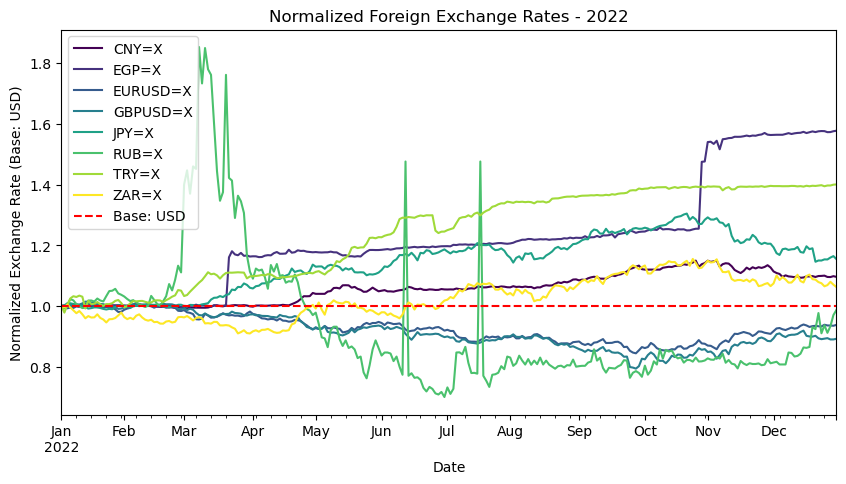 Normalized Foreign Exchange Rates - 2022
Normalized Exchange Rate (Base: USD)
1.8
1.6
1.4
1.2
1.0
0.8
CNY=X
EGP=X
EURUSD=X
GBPUSD=X
JPY=X
RUB=X
TRY=X
ZAR=X
Base: USD
Jan Feb Mar Apr May Jun Jul Aug Sep Oct Nov Dec
2022
Date